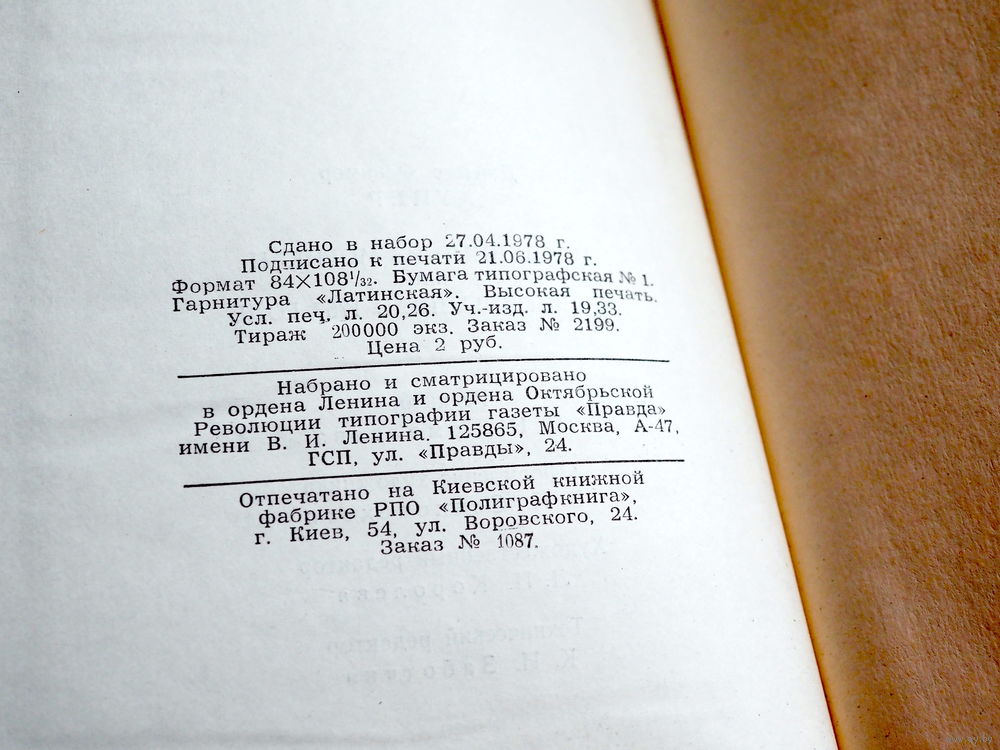 Сдано в набор 27.04.1978 г.
Подписано к печати 21.06.1978 г.
Формат 84×108¹/₃₂. Бумага типографская № 1.
Гарнитура «Латинская». Высокая печать.
Усл. печ. л. 20,26. Уч.-изд. л. 19,33.
Тираж 200000 экз. Заказ № 2199.
Цена 2 руб.
Набрано и сматрицировано
в ордена Ленина и ордена Октябрьской
Революции типографии газеты «Правда»
имени В. И. Ленина. 125865, Москва, А-47,
ГСП, ул. «Правды», 24.
Отпечатано на Киевской книжной
фабрике РПО «Полиграфкнига»,
г. Киев, 54, ул. Воровского, 24.
Заказ № 1087.